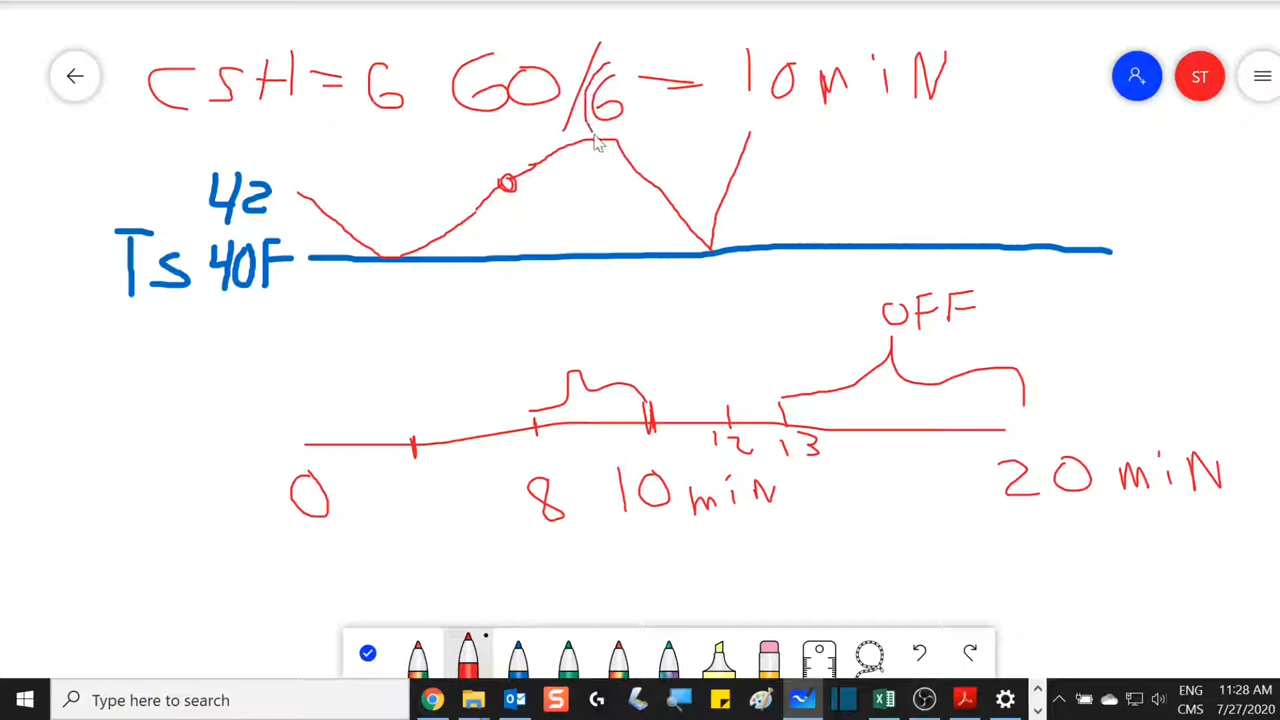 CSH = 6 60/6 - 10 miN
ST
42
Ts 40F
OFF
12 13
0 8 10 miN 20 miN
Type here to search
ENG
CMS
11:28 AM
7/27/2020